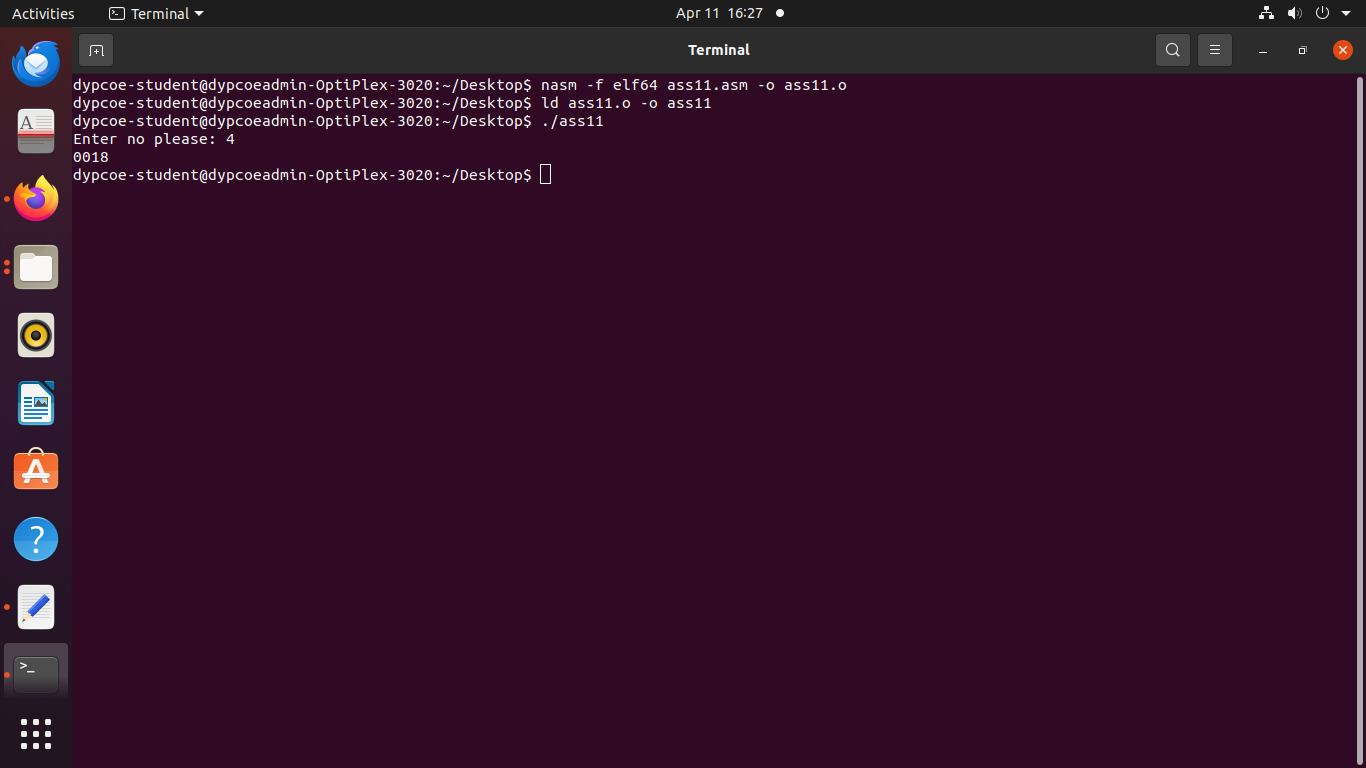 Activities
Terminal
Apr 11 16:27
Terminal
dypcoe-student@dypcoeadmin-OptiPlex-3020:~/Desktop$ nasm -f elf64 ass11.asm -o ass11.o
dypcoe-student@dypcoeadmin-OptiPlex-3020:~/Desktop$ ld ass11.o -o ass11
dypcoe-student@dypcoeadmin-OptiPlex-3020:~/Desktop$ ./ass11
Enter no please: 4
0018
dypcoe-student@dypcoeadmin-OptiPlex-3020:~/Desktop$